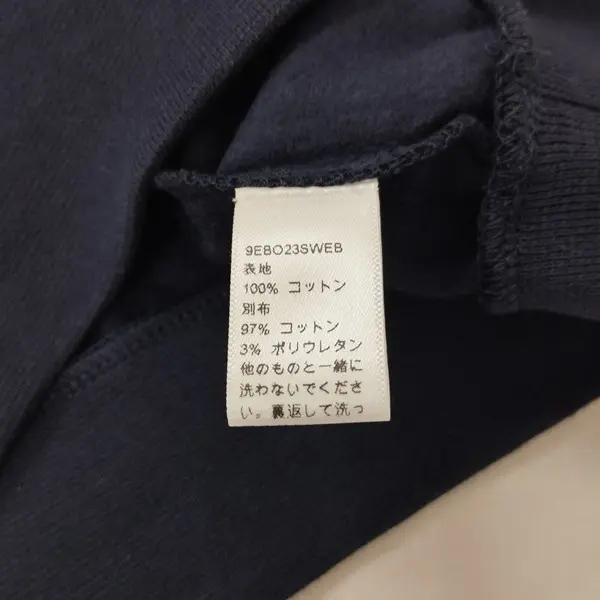 9EBO23SWEB
表地
100% コットン
別布
97% コットン
3% ポリウレタン
他のものと一緒に
洗わないでくださ
い。裏返して洗っ